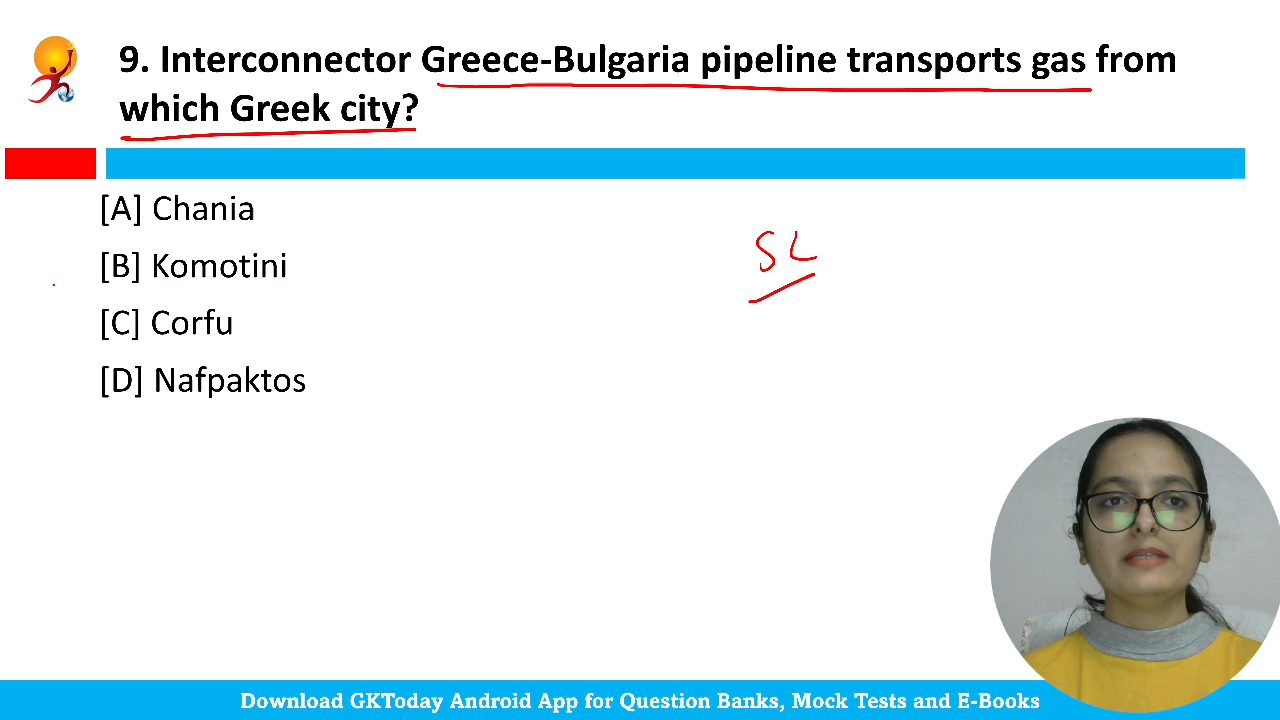 9. Interconnector Greece-Bulgaria pipeline transports gas from
which Greek city?
[A] Chania
[B] Komotini
[C] Corfu
[D] Nafpaktos
SL
Download GKToday Android App for Question Banks, Mock Tests and E-Books